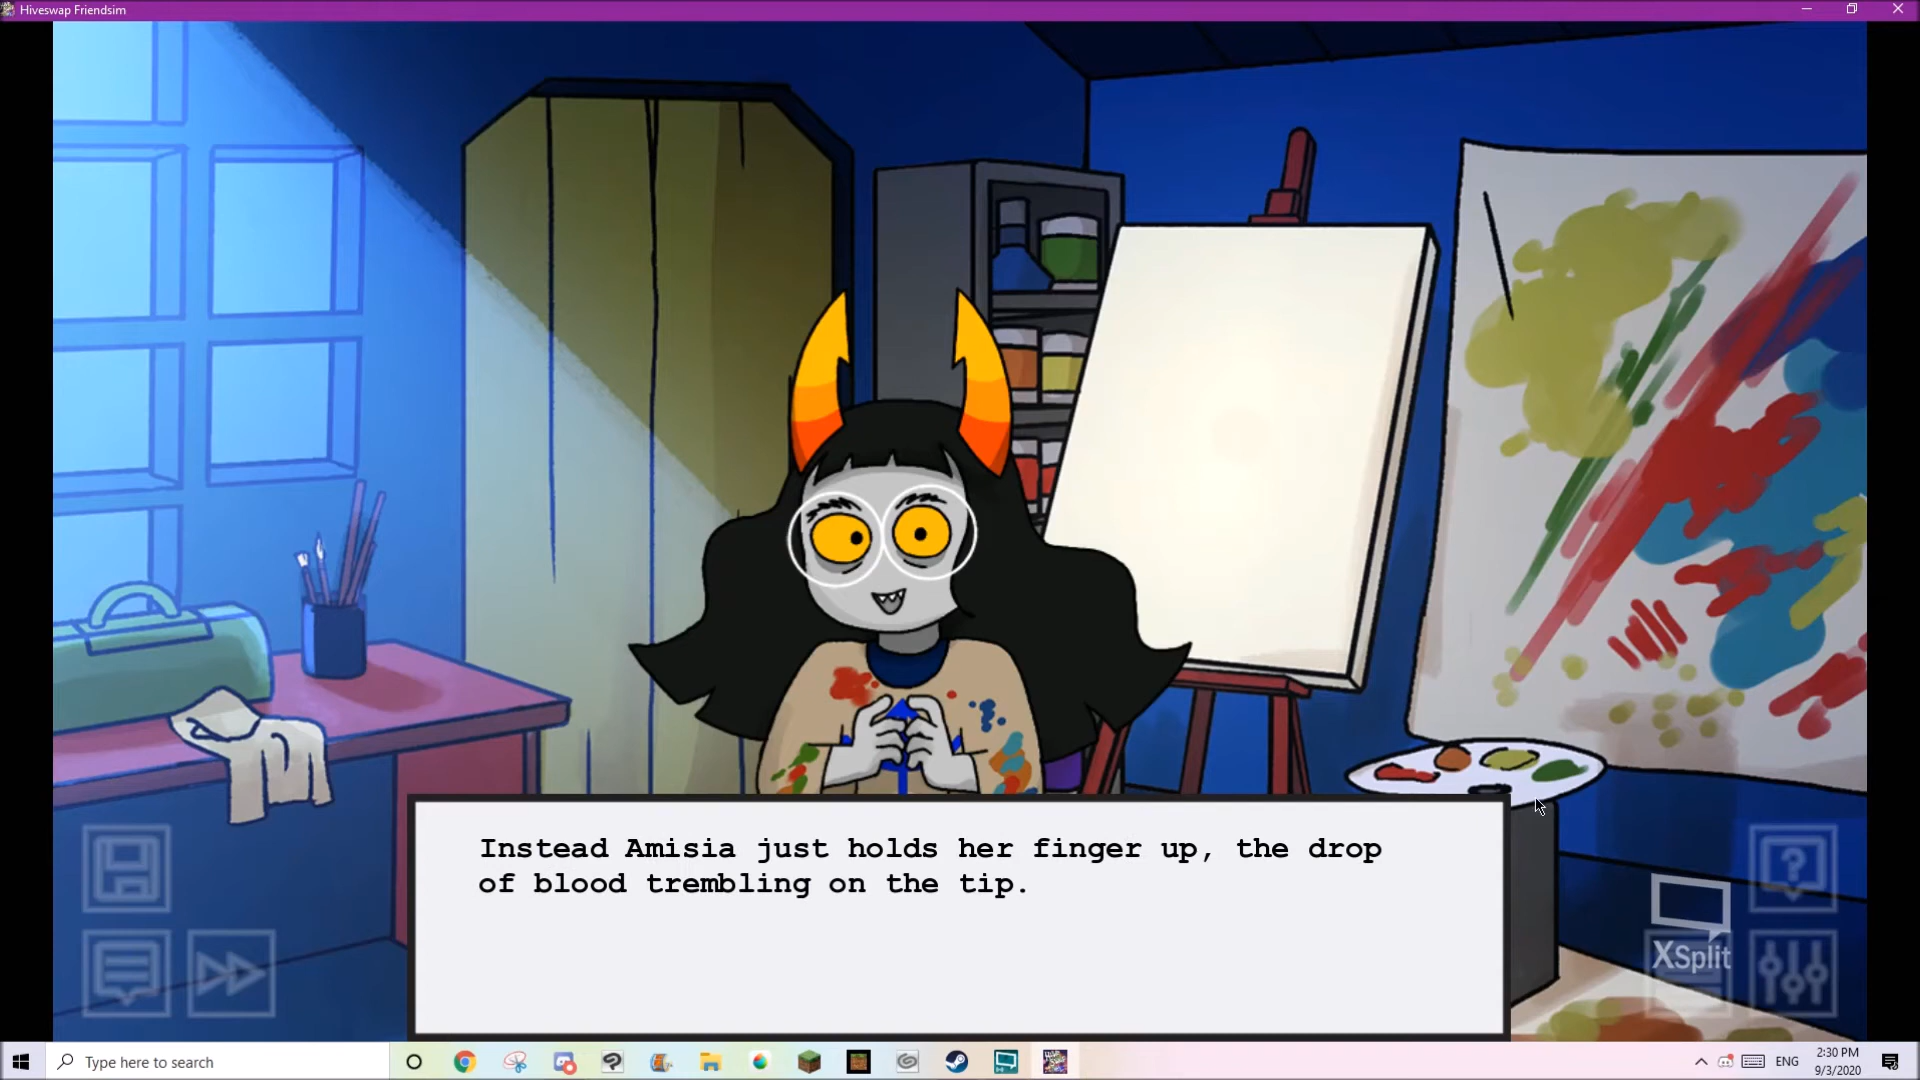 Hiveswap Friendsim
Instead Amisia just holds her finger up, the drop
of blood trembling on the tip.
XSplit
Type here to search
ENG
2:30 PM
9/3/2020